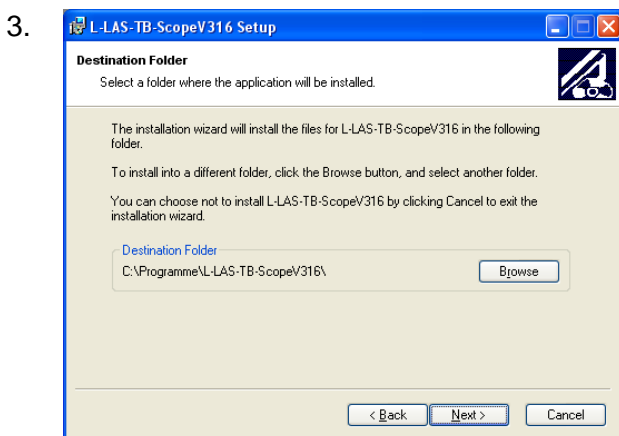 3.
L-LAS-TB-ScopeV316 Setup
Destination Folder
Select a folder where the application will be installed.
The installation wizard will install the files for L-LAS-TB-ScopeV316 in the following
folder.
To install into a different folder, click the Browse button, and select another folder.
You can choose not to install L-LAS-TB-ScopeV316 by clicking Cancel to exit the
installation wizard.
Destination Folder
C:\Programme\L-LAS-TB-ScopeV316\
Browse
< Back Next > Cancel